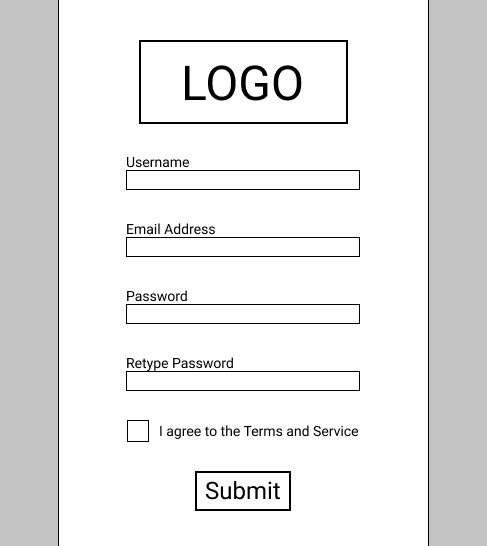 LOGO
Username
Email Address
Password
Retype Password
I agree to the Terms and Service
Submit